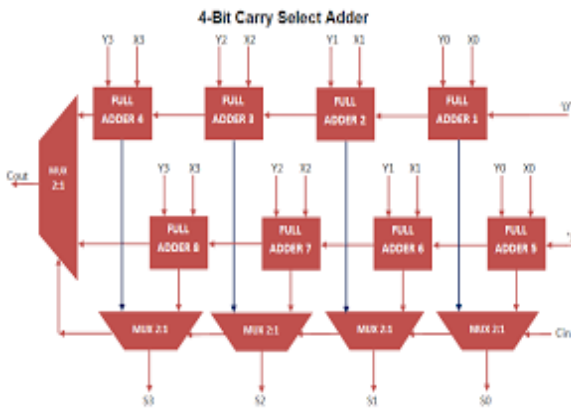 4-Bit Carry Select Adder
Y3 X3 Y2 X2 Y1 X1 Y0 X0
FULL ADDER 4
FULL ADDER 3
FULL ADDER 2
FULL ADDER 1
Cout
MUX 2:1
Y3 X3 Y2 X2 Y1 X1 Y0 X0
FULL ADDER 8
FULL ADDER 7
FULL ADDER 6
FULL ADDER 5
MUX 2:1
MUX 2:1
MUX 2:1
MUX 2:1
Cin
S3 S2 S1 S0